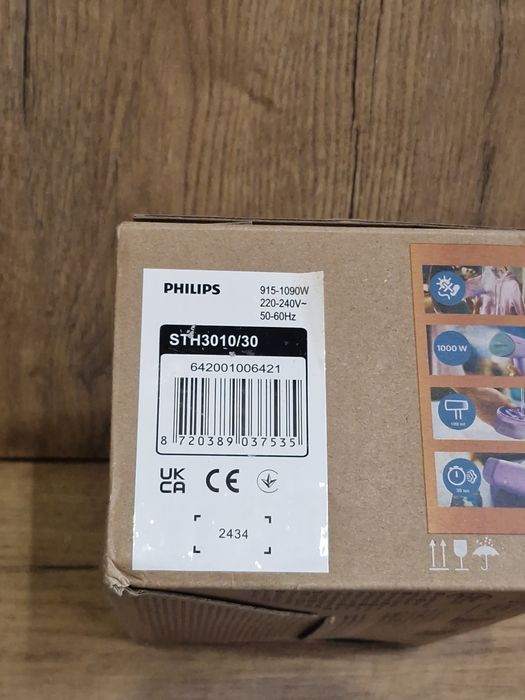 PHILIPS
915-1090W
220-240V~
50-60Hz
STH3010/30
642001006421
8 720389 037535
UK
CA
CE
2434
1000 W